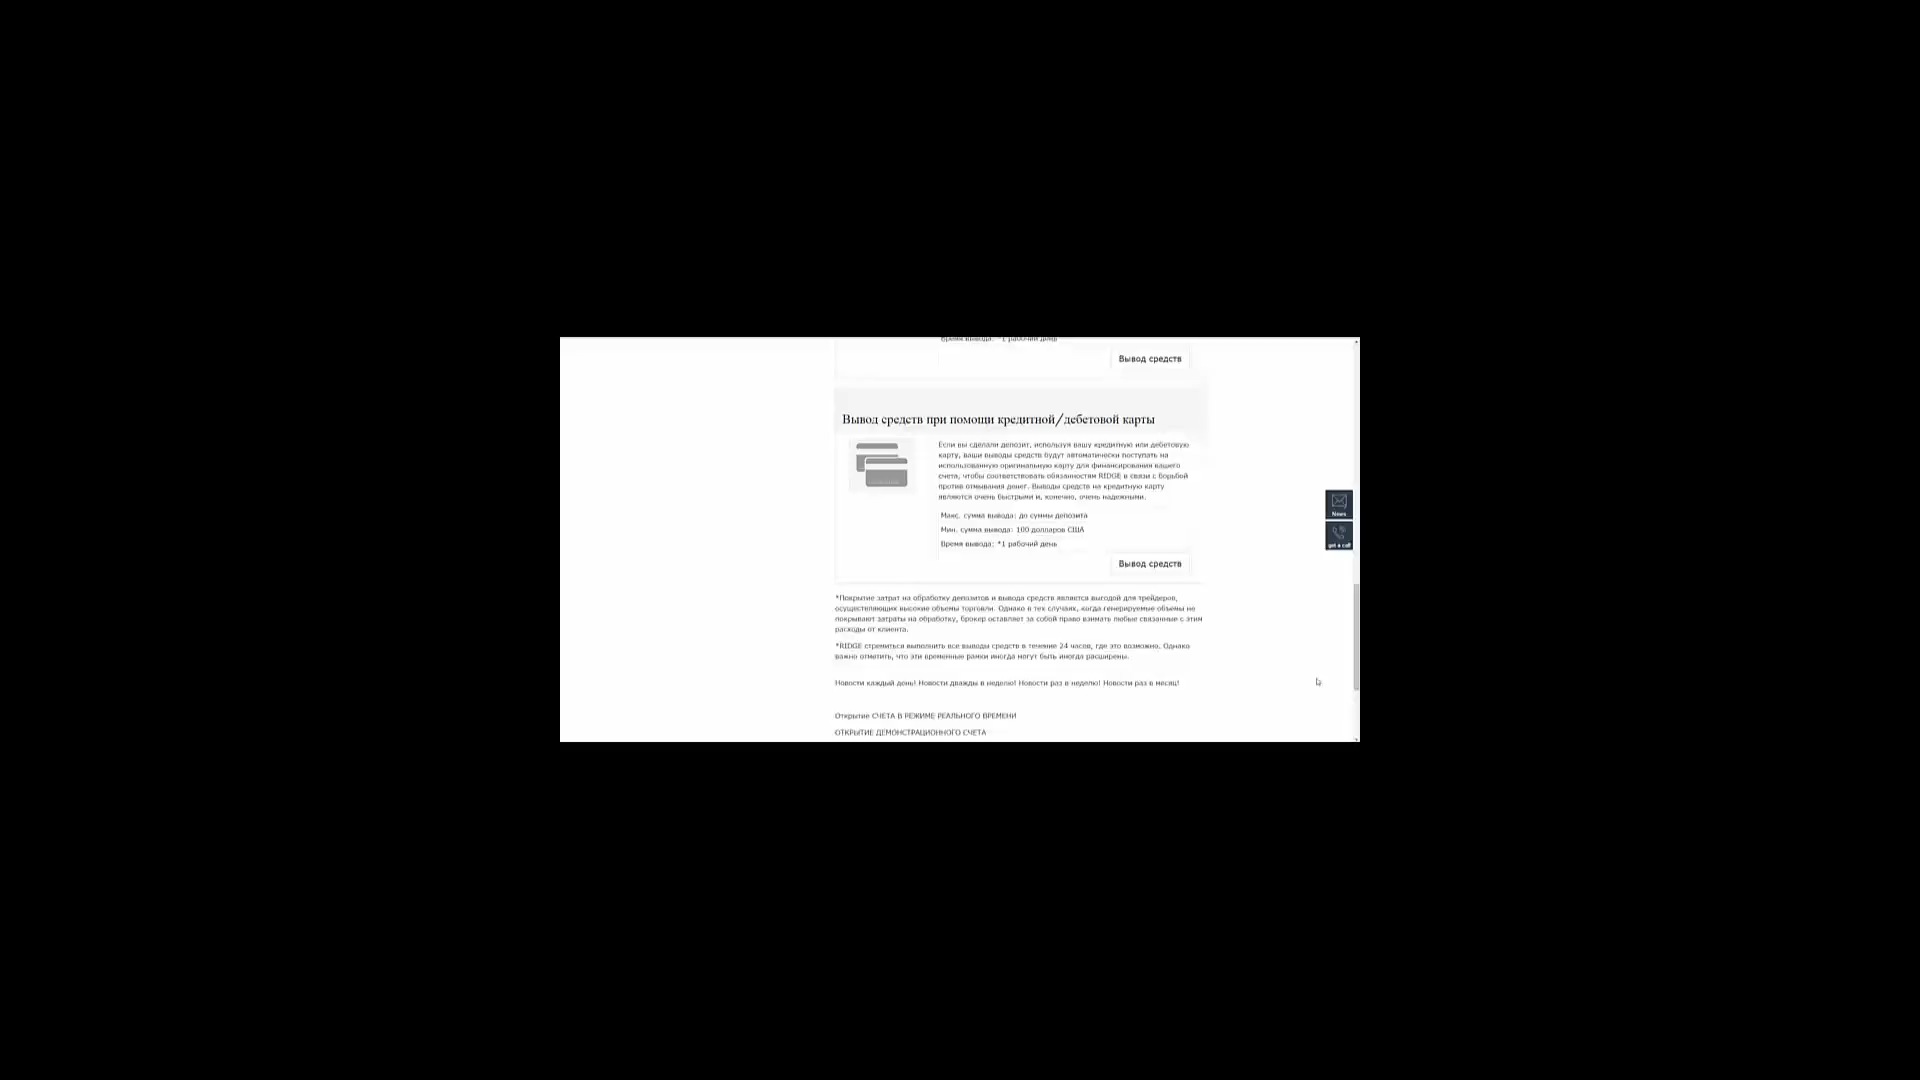 Время вывода: *1 рабочий день
Вывод средств
Вывод средств при помощи кредитной/дебетовой карты
Если вы сделали депозит, используя вашу кредитную или дебетовую
карту, ваши выводы средств будут автоматически поступать на
использованную оригинальную карту для финансирования вашего
счета, чтобы соответствовать обязанностям RIDGE в связи с борьбой
против отмывания денег. Выводы средств на кредитную карту
являются очень быстрыми и, конечно, очень надежными.
Макс. сумма вывода: до суммы депозита
Мин. сумма вывода: 100 долларов США
Время вывода: *1 рабочий день
Вывод средств
*Покрытие затрат на обработку депозитов и вывода средств является выгодой для трейдеров,
осуществляющих высокие объемы торговли. Однако в тех случаях, когда генерируемые объемы не
покрывают затраты на обработку, брокер оставляет за собой право взимать любые связанные с этим
расходы от клиента.
*RIDGE стремиться выполнить все выводы средств в течение 24 часов, где это возможно. Однако
важно отметить, что эти временные рамки иногда могут быть иногда расширены.
Новости каждый день! Новости дважды в неделю! Новости раз в неделю! Новости раз в месяц!
Открытие СЧЕТА В РЕЖИМЕ РЕАЛЬНОГО ВРЕМЕНИ
ОТКРЫТИЕ ДЕМОНСТРАЦИОННОГО СЧЕТА
News
get a call